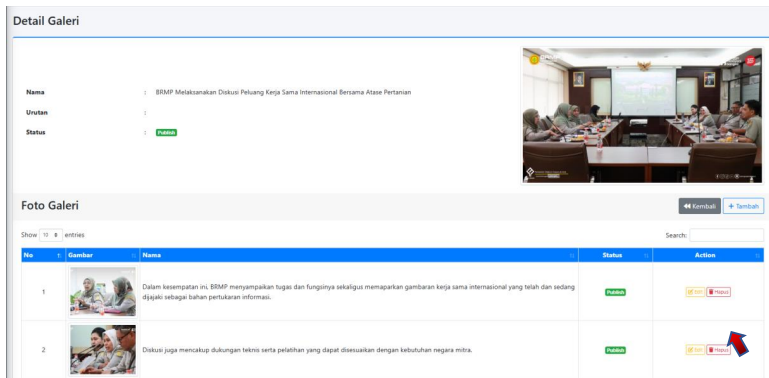 Detail Galeri
Nama : BRMP Melaksanakan Diskusi Peluang Kerja Sama Internasional Bersama Atase Pertanian
Urutan :
Status : Publish
Foto Galeri
Kembali + Tambah
Show 10 entries Search:
No Gambar Nama Status Action
1 Dalam kesempatan ini, BRMP menyampaikan tugas dan fungsinya sekaligus memaparkan gambaran kerja sama internasional yang telah dan sedang Publish Edit Hapus
dijajaki sebagai bahan pertukaran informasi.
2 Diskusi juga mencakup dukungan teknis serta pelatihan yang dapat disesuaikan dengan kebutuhan negara mitra. Publish Edit Hapus